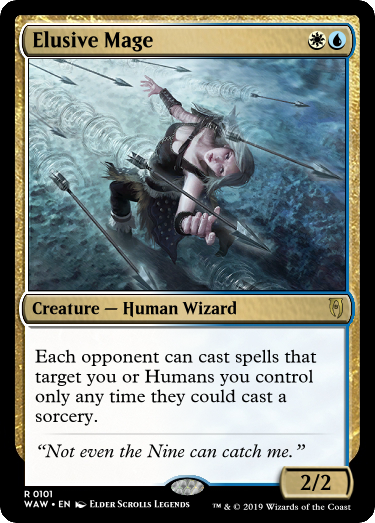 Elusive Mage
Creature — Human Wizard
Each opponent can cast spells that
target you or Humans you control
only any time they could cast a
sorcery.
“Not even the Nine can catch me.”
2/2
R 0101
WAW • EN Elder Scrolls Legends
™ & © 2019 Wizards of the Coast